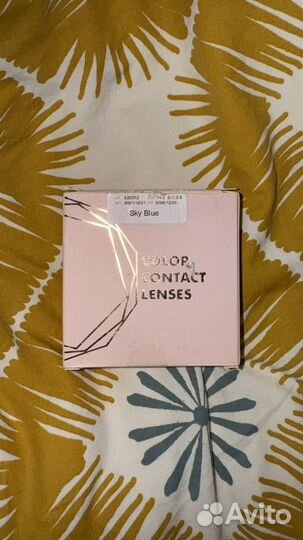 Sky Blue
COLOR
CONTACT
LENSES
Avito